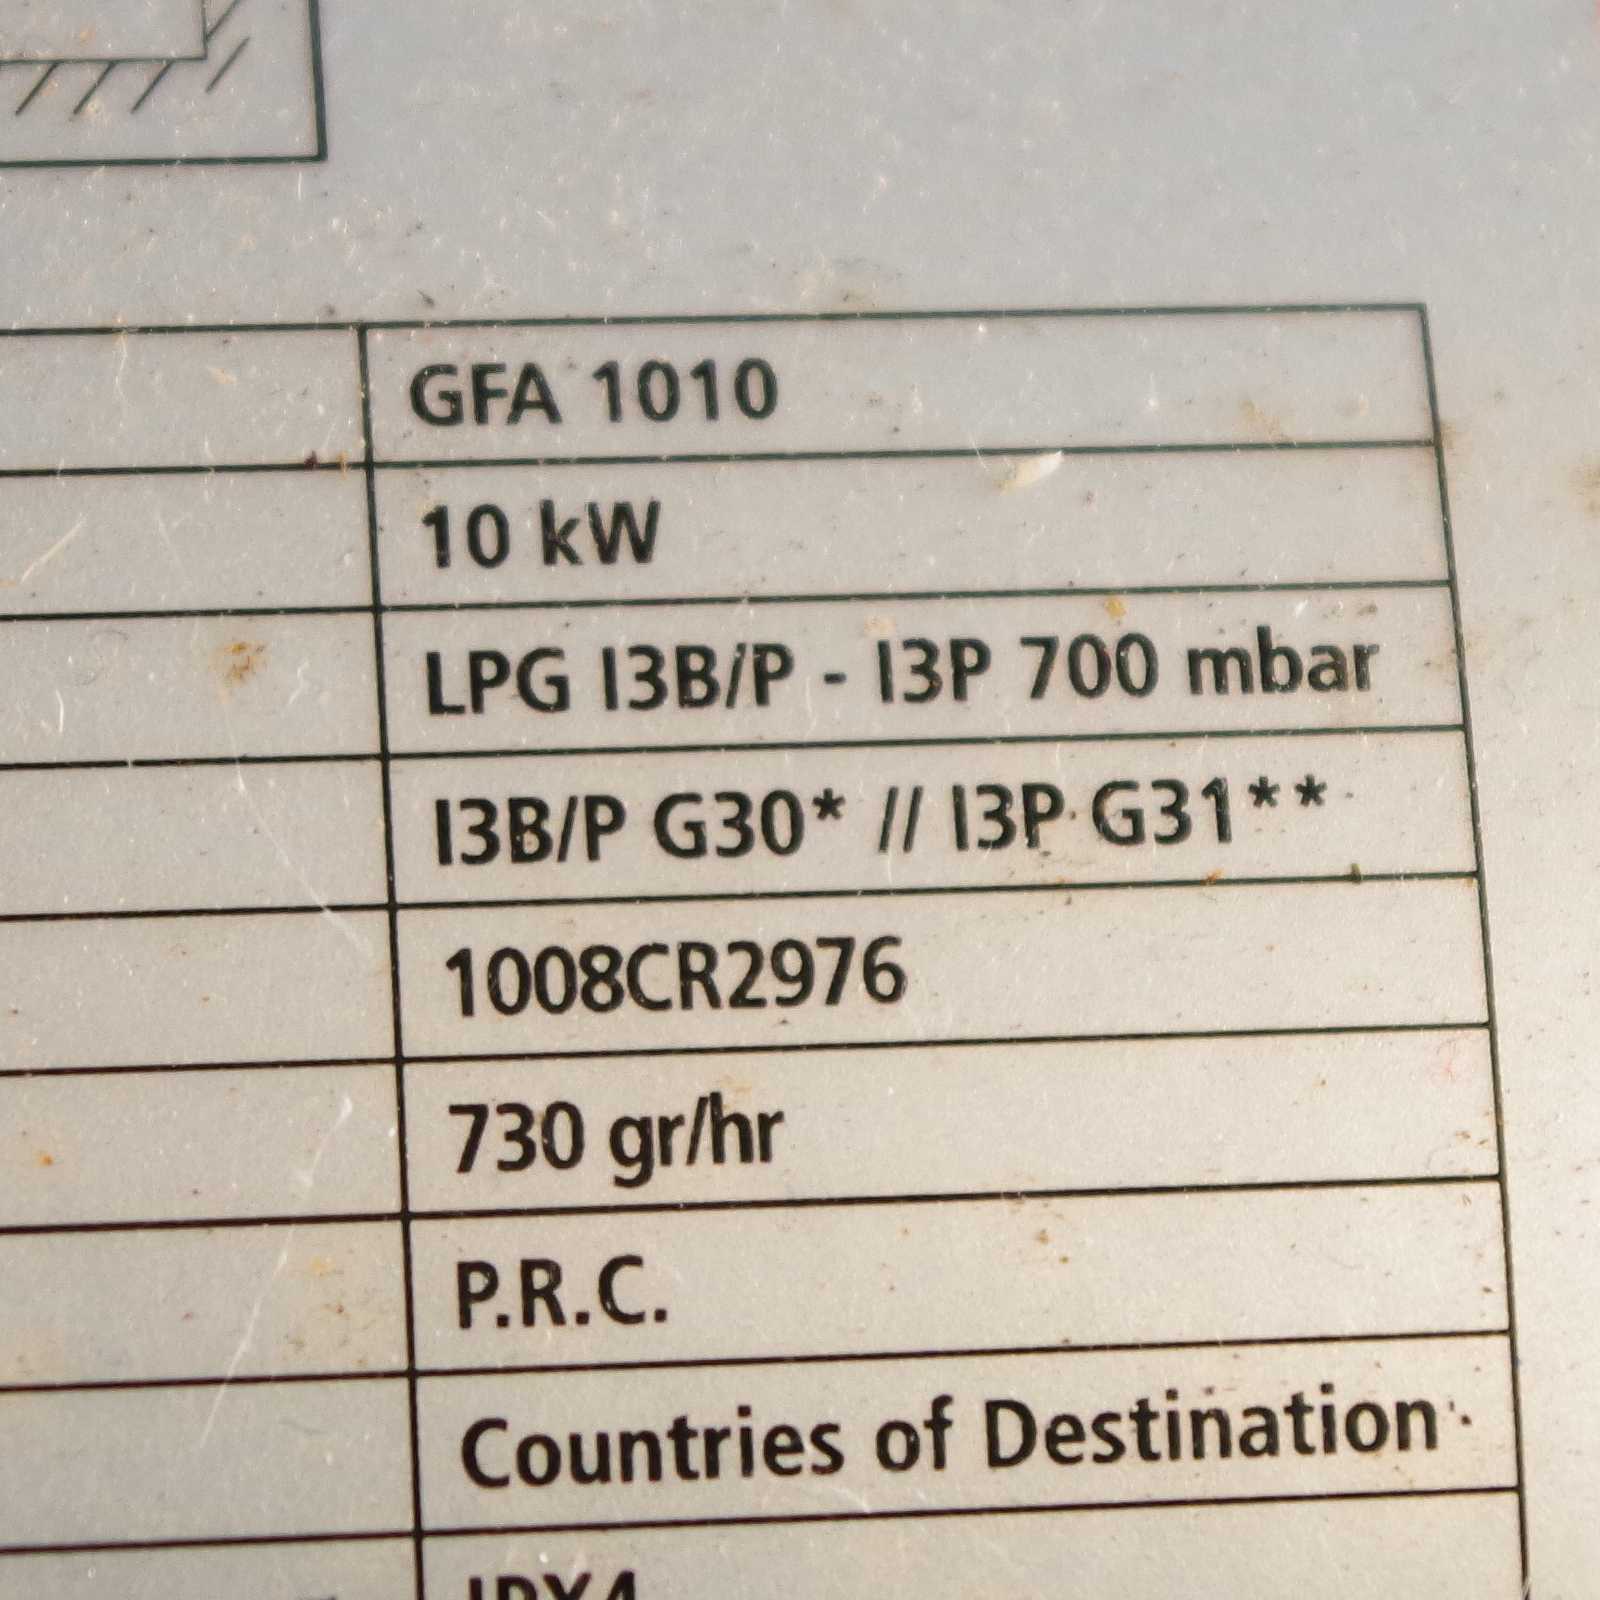 GFA 1010
10 kW
LPG I3B/P - I3P 700 mbar
I3B/P G30* // I3P G31**
1008CR2976
730 gr/hr
P.R.C.
Countries of Destination
IPX4